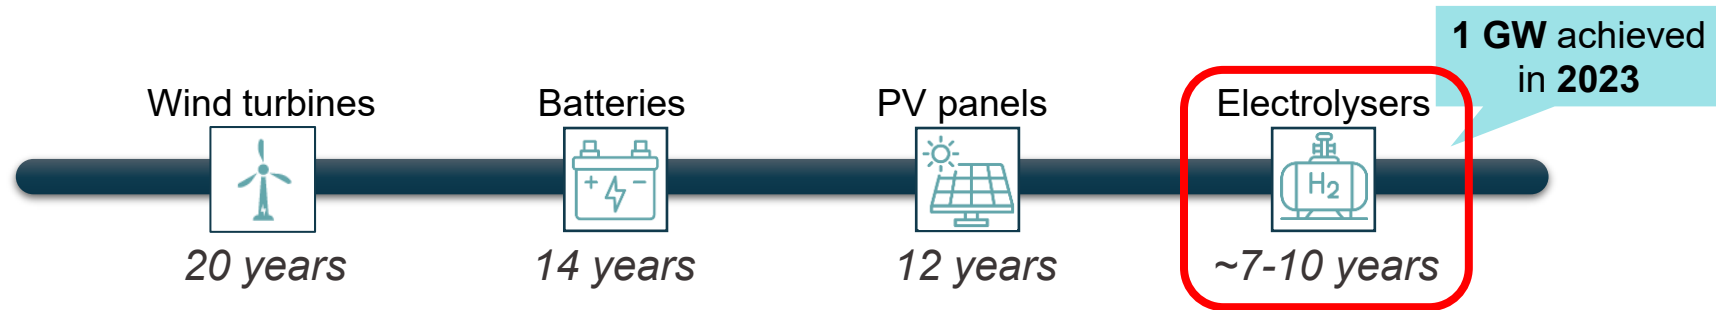 1 GW achieved
in 2023
Wind turbines
Batteries
PV panels
Electrolysers
+ −
H2
20 years
14 years
12 years
~7-10 years